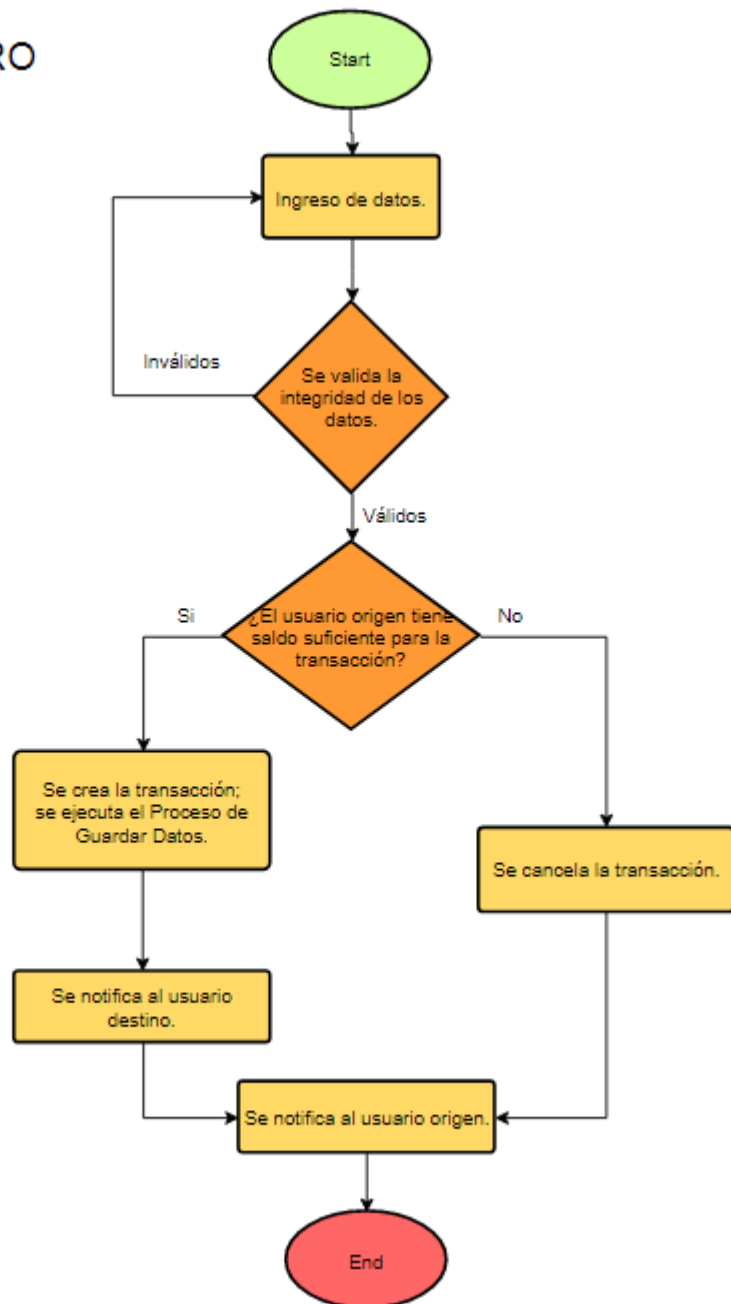 RO
Start
Ingreso de datos.
Inválidos
Se valida la
integridad de los
datos.
Válidos
Si
¿El usuario origen tiene
saldo suficiente para la
transacción?
No
Se crea la transacción;
se ejecuta el Proceso de
Guardar Datos.
Se cancela la transacción.
Se notifica al usuario
destino.
Se notifica al usuario origen.
End